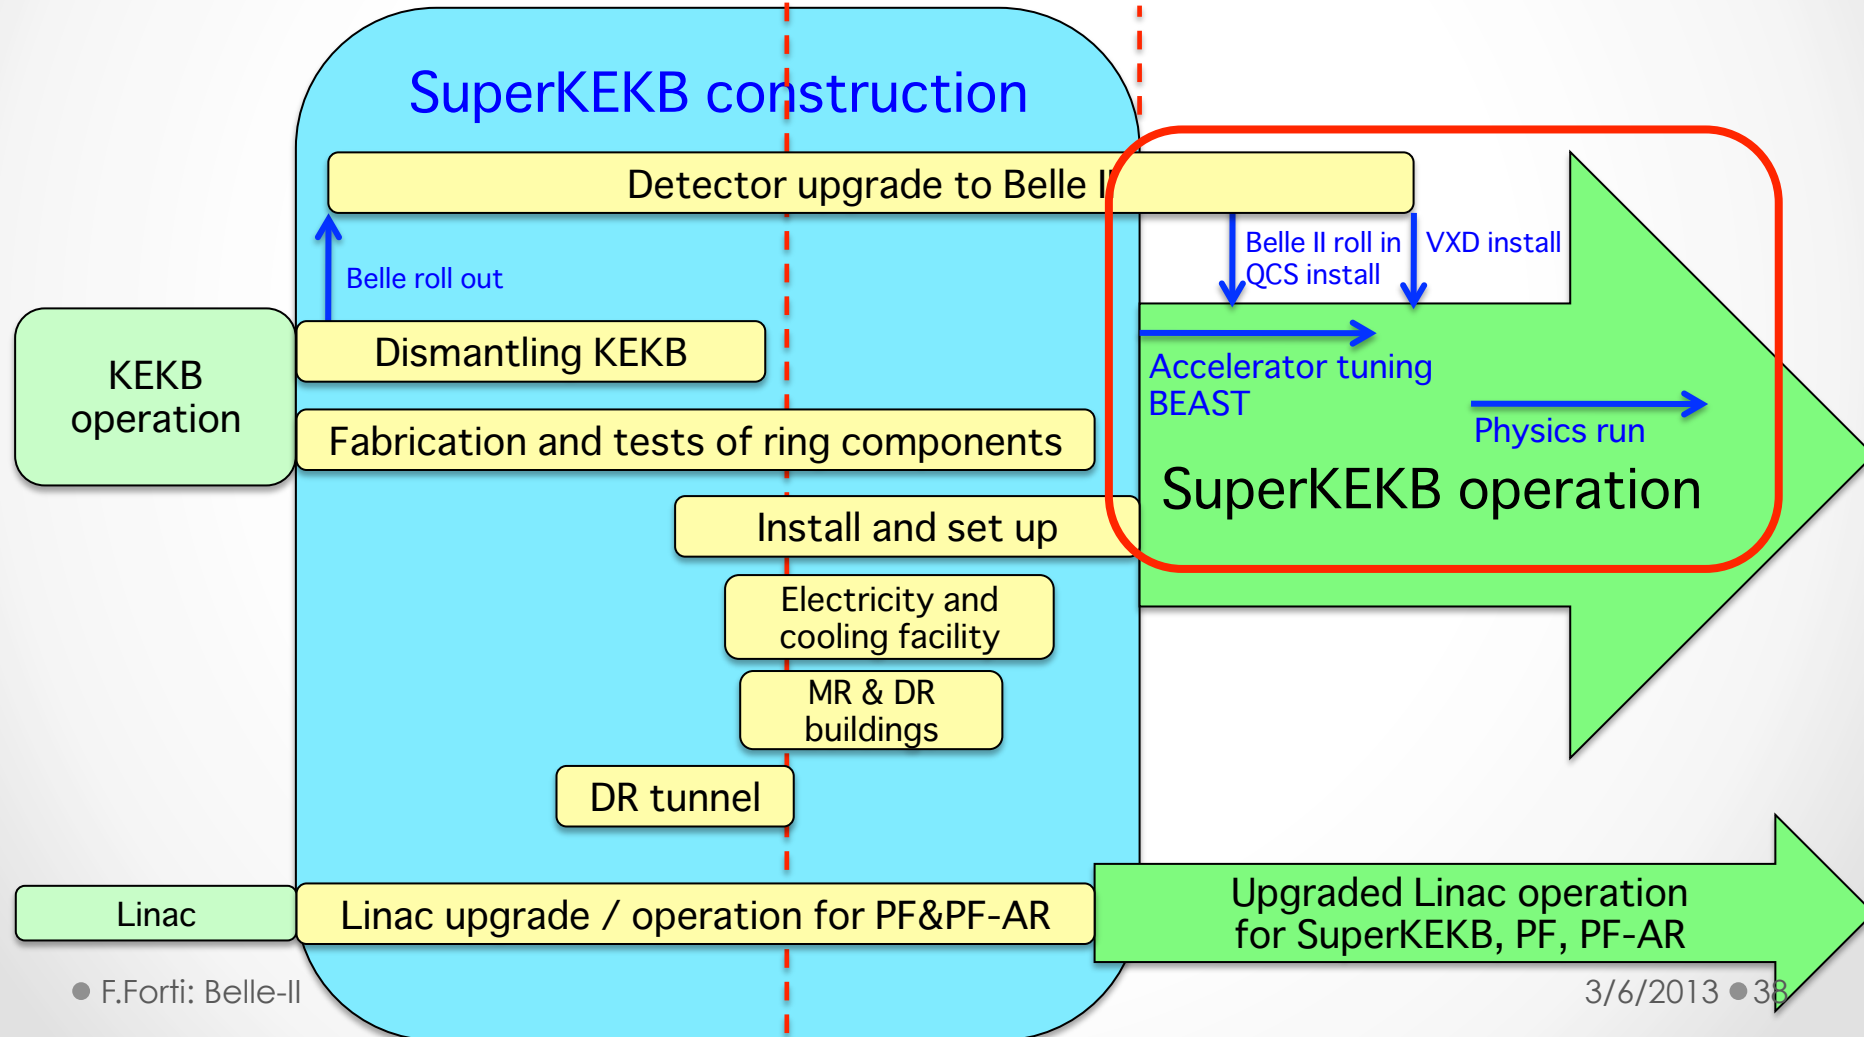 SuperKEKB construction
Detector upgrade to Belle II
Belle roll out
Belle II roll in
QCS install
VXD install
KEKB
operation
Dismantling KEKB
Accelerator tuning
BEAST
Physics run
Fabrication and tests of ring components
SuperKEKB operation
Install and set up
Electricity and
cooling facility
MR & DR
buildings
DR tunnel
Linac
Linac upgrade / operation for PF&PF-AR
Upgraded Linac operation
for SuperKEKB, PF, PF-AR
● F.Forti: Belle-II
3/6/2013 ● 38